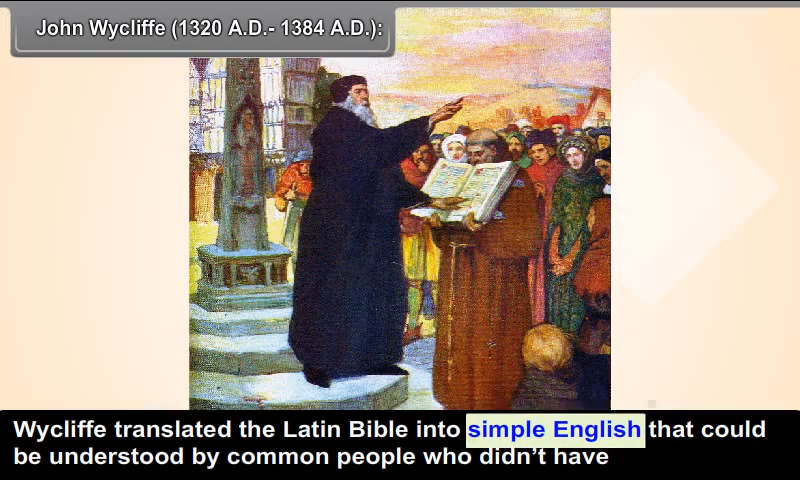 John Wycliffe (1320 A.D.- 1384 A.D.):
Wycliffe translated the Latin Bible into simple English that could
be understood by common people who didn’t have